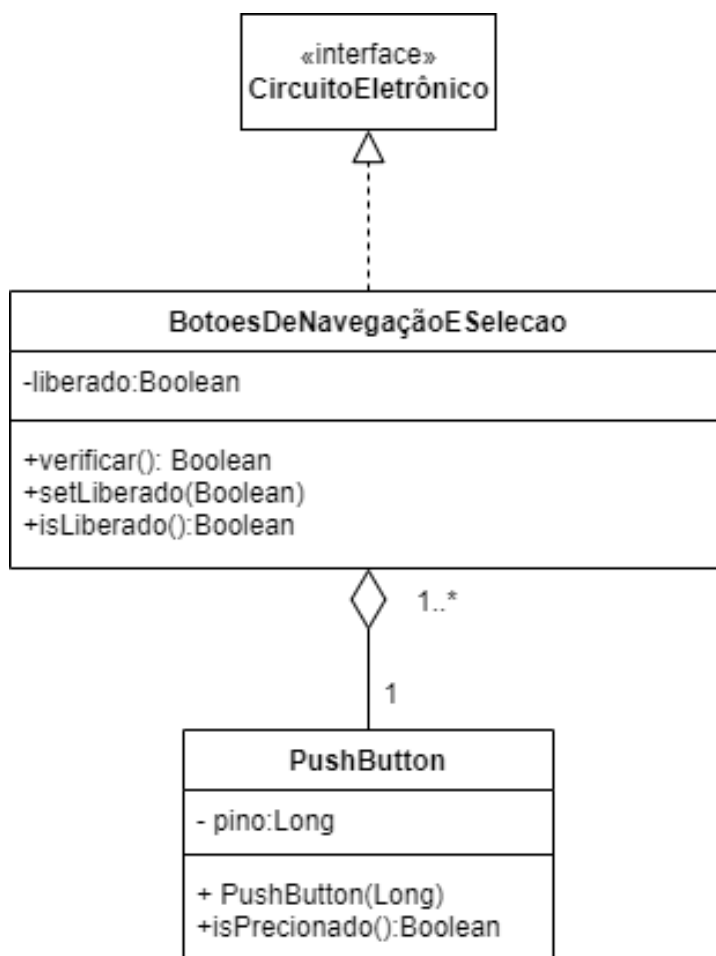 «interface»
CircuitoEletrônico
BotoesDeNavegaçãoESelecao
-liberado:Boolean
+verificar(): Boolean
+setLiberado(Boolean)
+isLiberado():Boolean
1..*
1
PushButton
- pino:Long
+ PushButton(Long)
+isPrecionado():Boolean